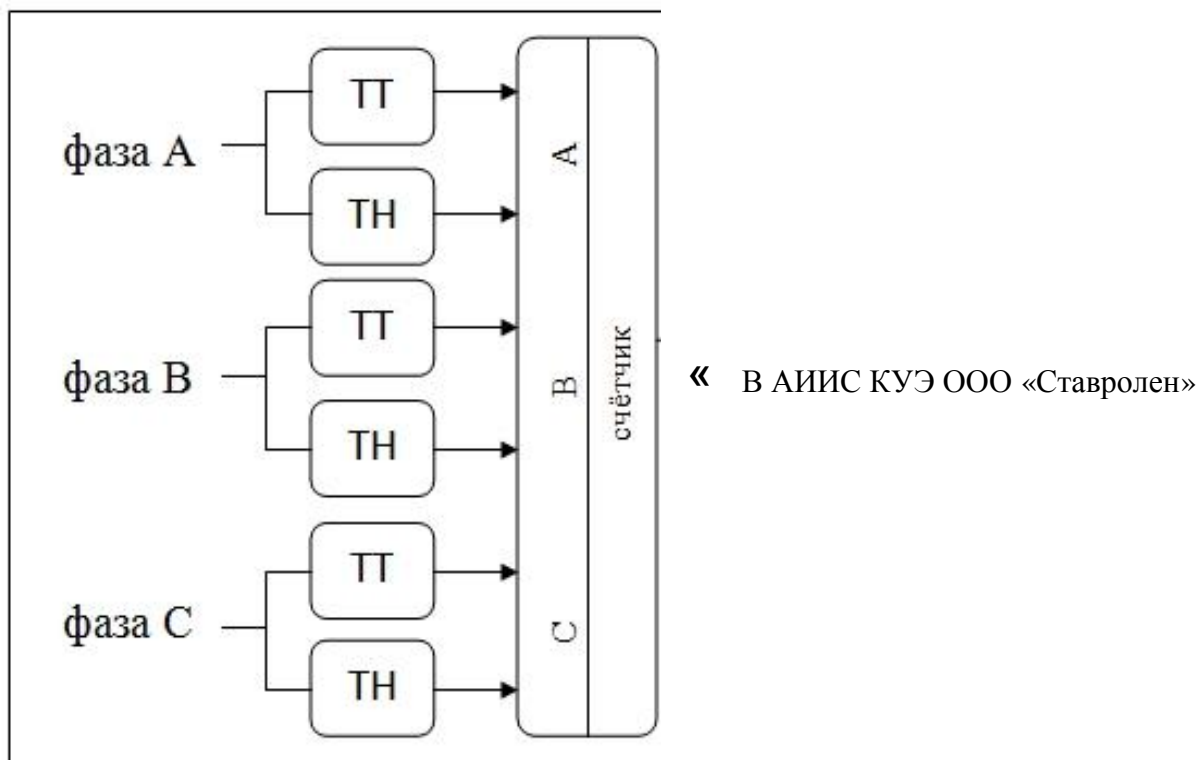 ТТ
фаза А
ТН
А
ТТ
фаза В
ТН
В
счётчик
« В АИИС КУЭ ООО «Ставролен»
ТТ
фаза С
ТН
С